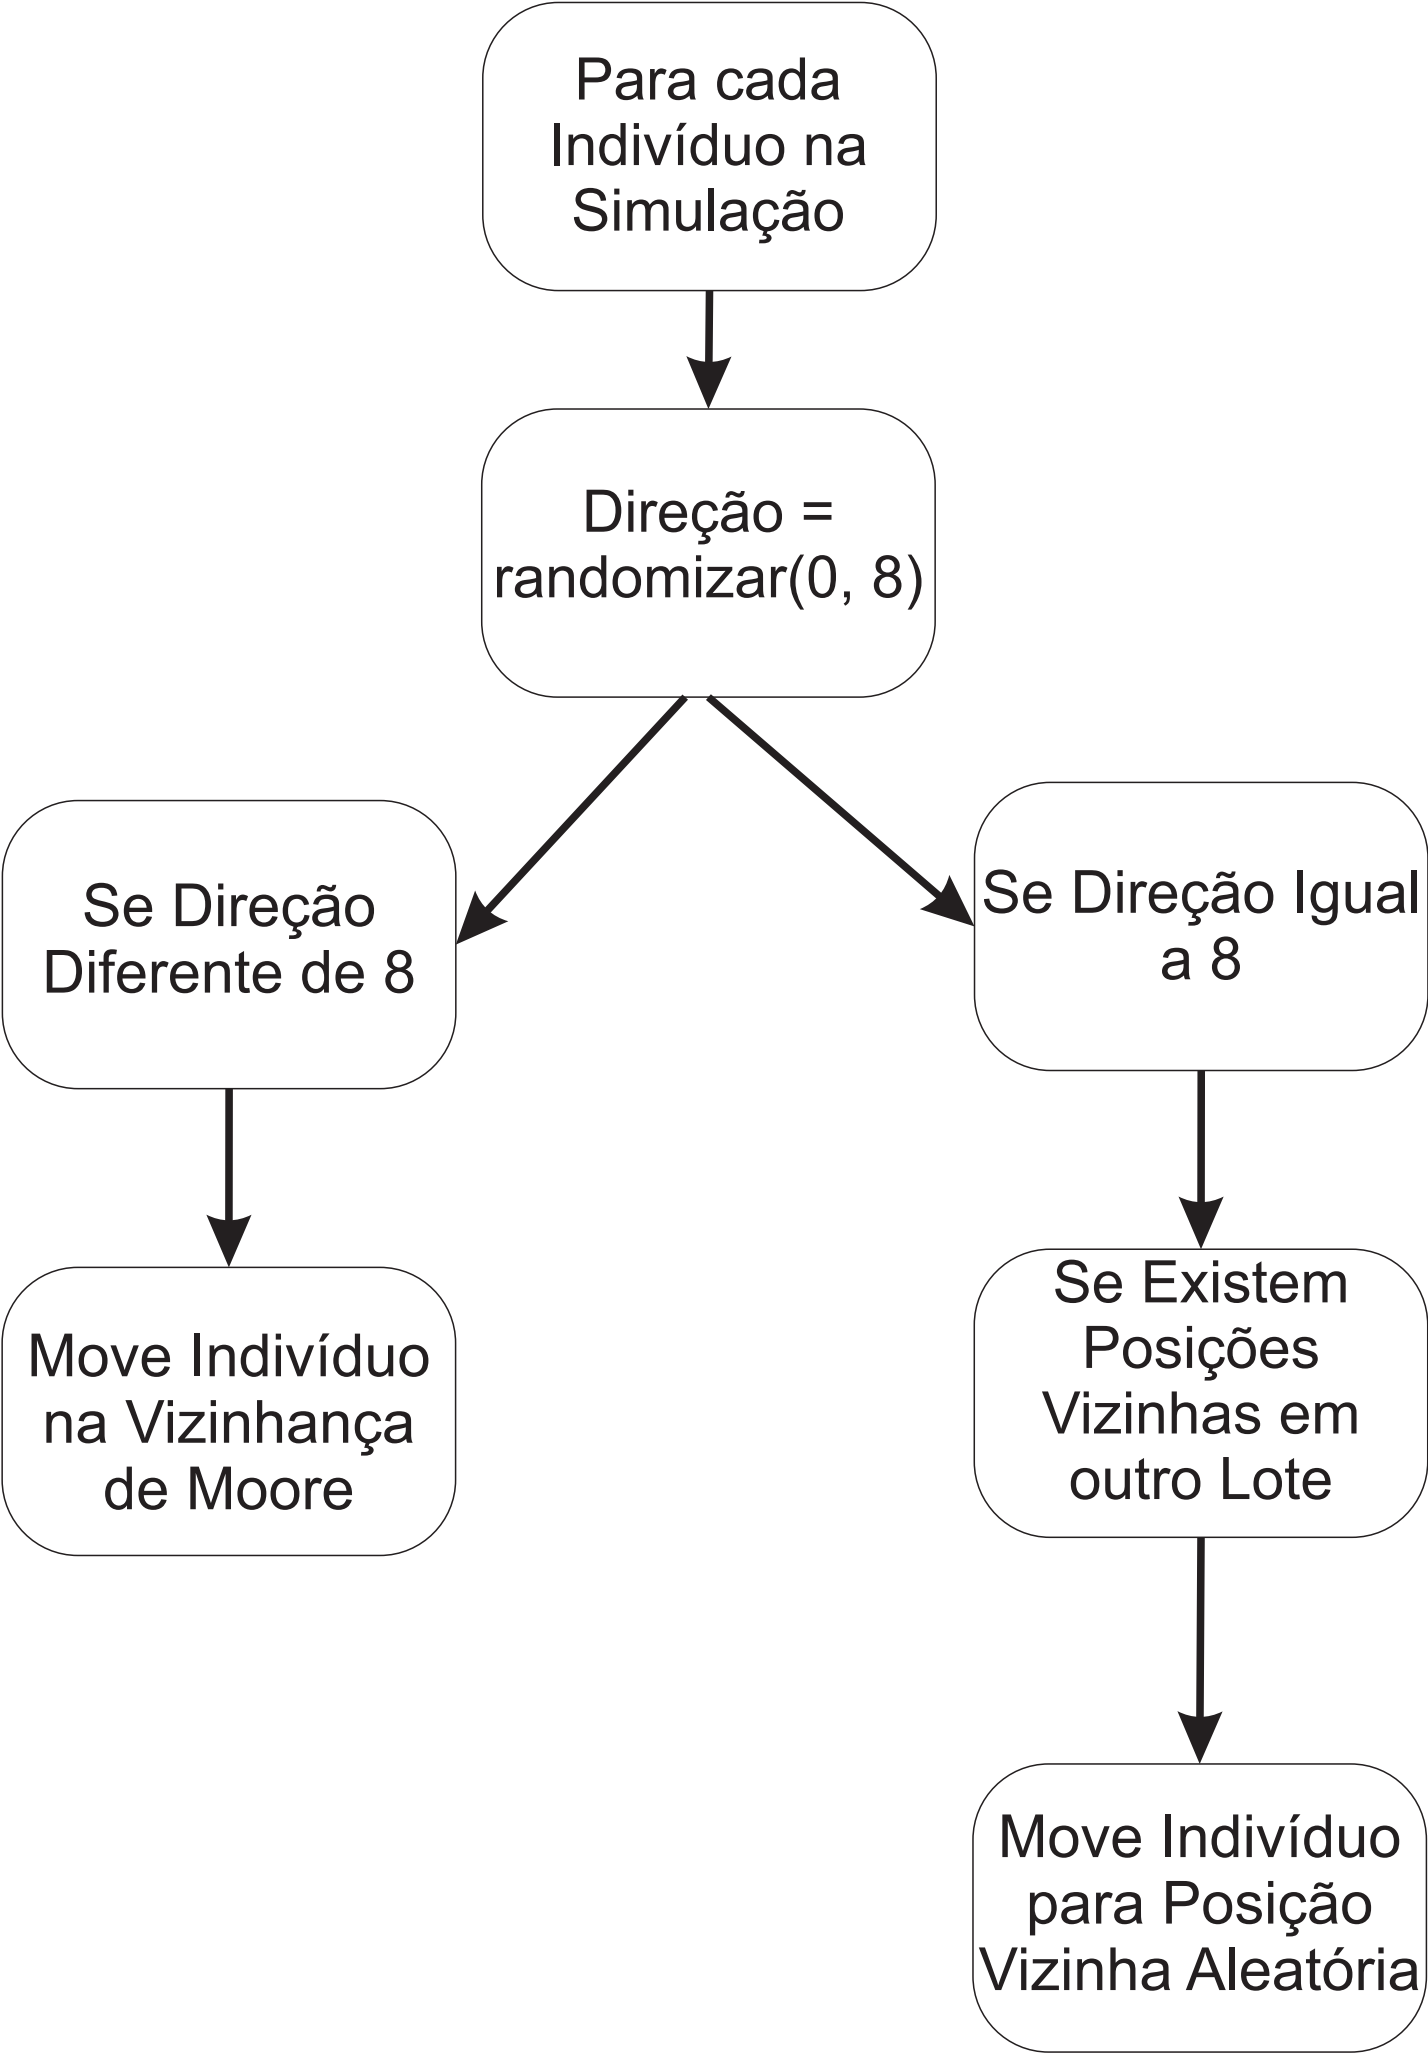 Para cada
Indivíduo na
Simulação
Direção =
randomizar(0, 8)
Se Direção
Diferente de 8
Se Direção Igual
a 8
Move Indivíduo
na Vizinhança
de Moore
Se Existem
Posições
Vizinhas em
outro Lote
Move Indivíduo
para Posição
Vizinha Aleatória